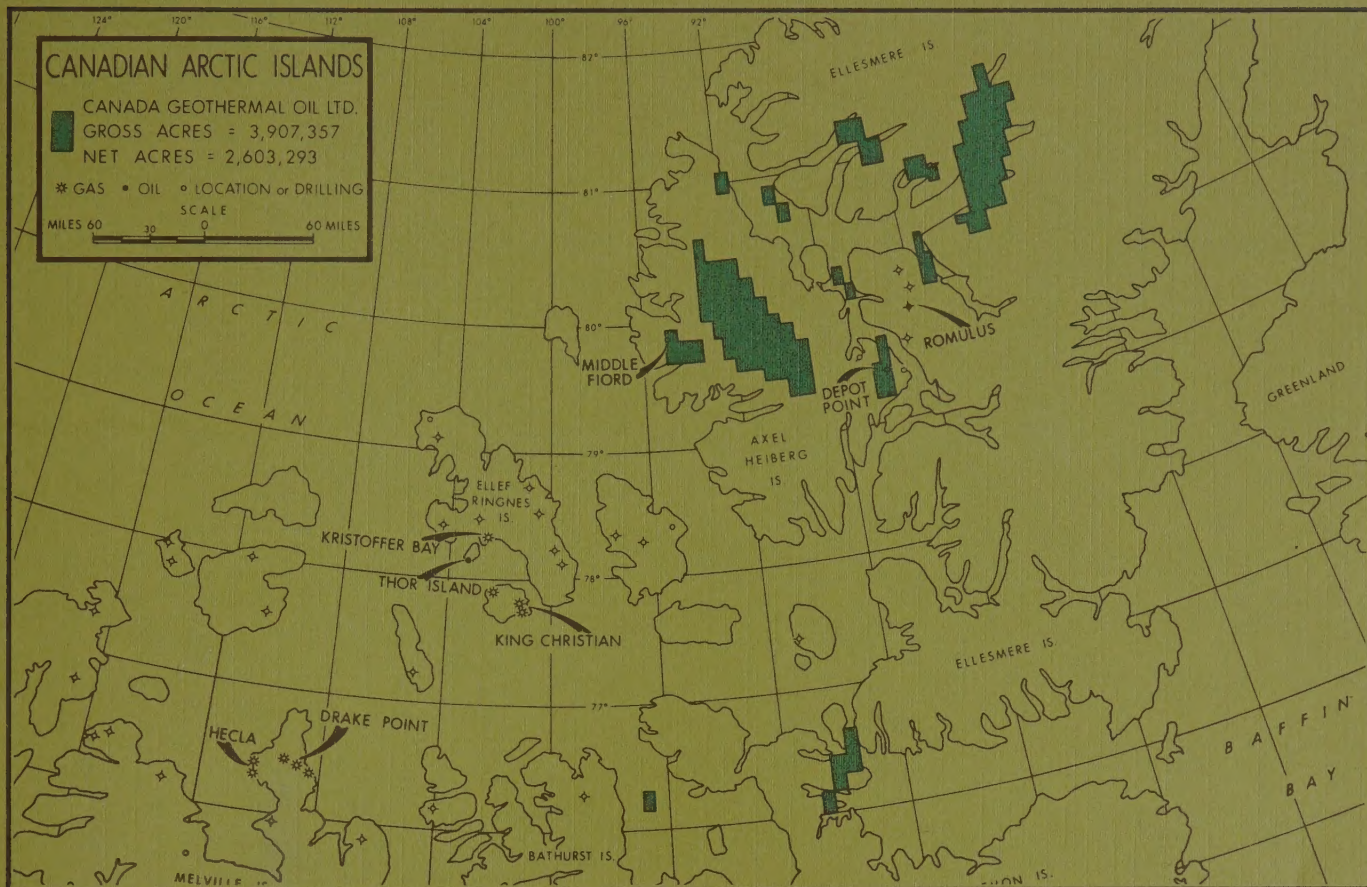 124° 120° 116° 112° 108° 104° 100° 96° 92°
CANADIAN ARCTIC ISLANDS
CANADA GEOTHERMAL OIL LTD.
GROSS ACRES = 3,907,357
NET ACRES = 2,603,293
GAS OIL LOCATION or DRILLING
SCALE
MILES 60 30 0 60 MILES
82°
ELLESMERE IS.
81°
ARCTIC
OCEAN
80°
MIDDLE
FIORD
ROMULUS
DEPOT
POINT
GREENLAND
AXEL
HEIBERG
IS.
79°
ELLEF
RINGNES
IS.
KRISTOFFER BAY
THOR ISLAND
78°
KING CHRISTIAN
ELLESMERE IS.
77°
HECLA
DRAKE POINT
BAFFIN
BAY
BATHURST IS.
MELVILLE IS.